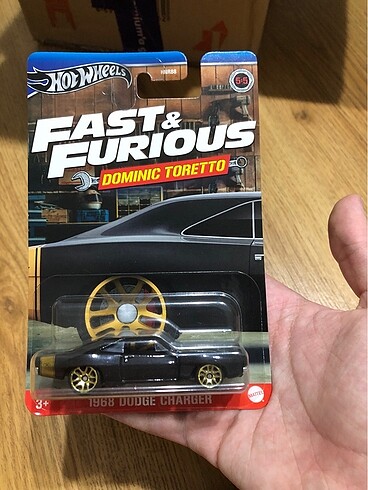 HOT WHEELS
5/5
FAST &
FURIOUS
DOMINIC TORETTO
3+
1968 DODGE CHARGER
MATTEL